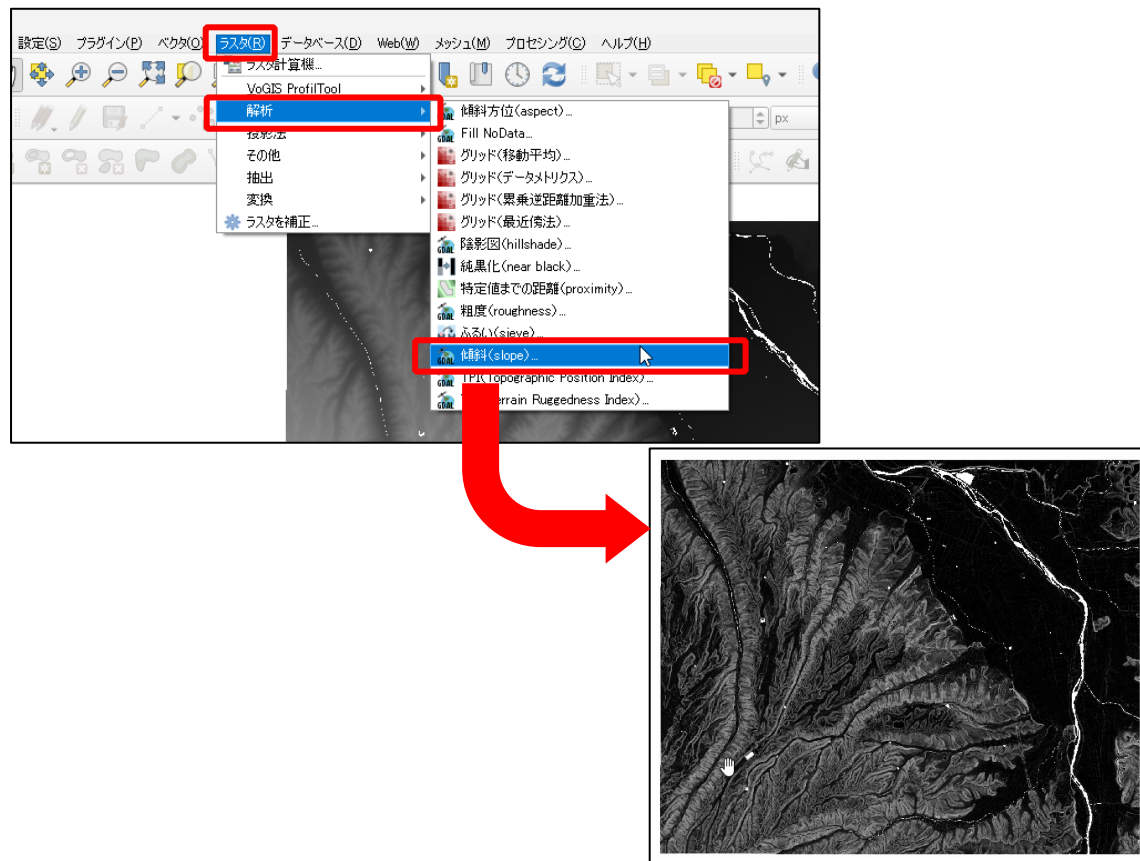 設定(S) プラグイン(P) ベクタ(O) ラスタ(R) データベース(D) Web(W) メッシュ(M) プロセシング(C) ヘルプ(H)
ラスタ計算機...
VoGIS ProfilTool
解析
投影法
その他
抽出
変換
ラスタを補正...
px
傾斜方位(aspect)...
Fill NoData...
グリッド(移動平均)...
グリッド(データメトリクス)...
グリッド(累乗逆距離加重法)...
グリッド(最近傍法)...
陰影図(hillshade)...
純黒化(near black)...
特定値までの距離(proximity)...
粗度(roughness)...
ふるい(sieve)...
傾斜(slope)...
TPI(Topographic Position Index)...
Ruggedness Index)...